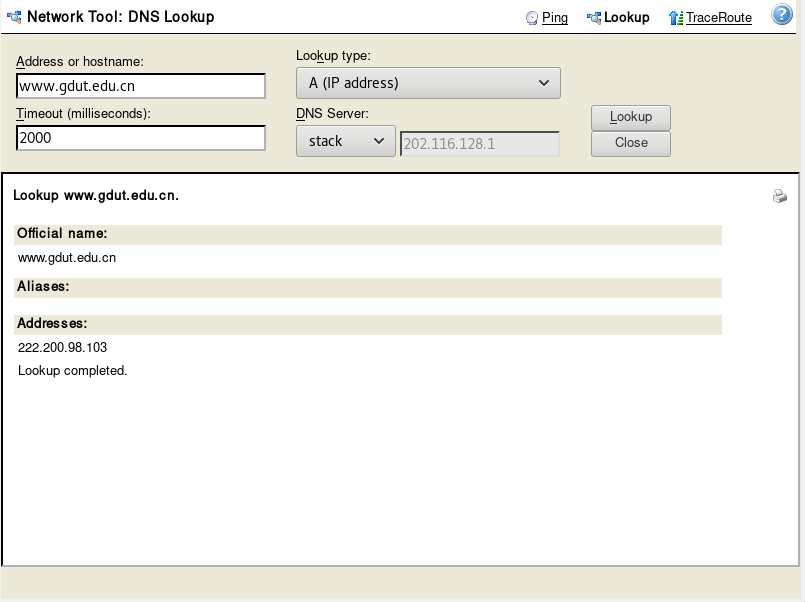 Network Tool: DNS Lookup
Ping
Lookup
TraceRoute
?
Address or hostname:
www.gdut.edu.cn
Lookup type:
A (IP address)
Timeout (milliseconds):
2000
DNS Server:
stack
202.116.128.1
Lookup
Close
Lookup www.gdut.edu.cn.
Official name:
www.gdut.edu.cn
Aliases:
Addresses:
222.200.98.103
Lookup completed.